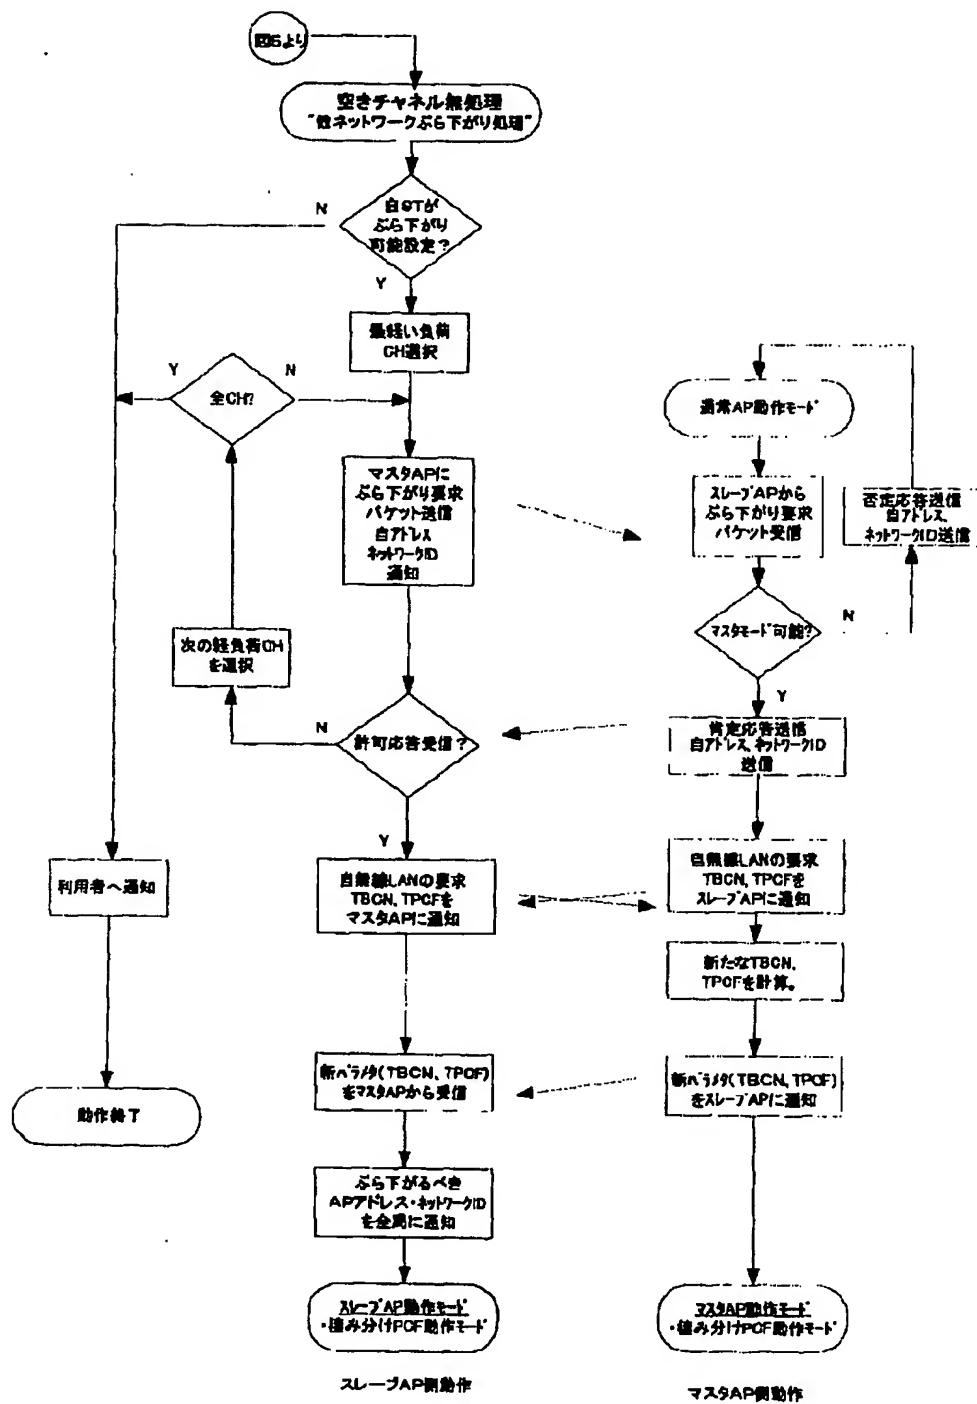 図5より
空きチャネル無処理
"他ネットワークぶら下がり処理"
自STが
ぶら下がり
可能設定?
N
Y
最軽い負荷
CH選択
Y
全CH?
N
マスタAPに
ぶら下がり要求
パケット送信
自アドレス
ネットワークID
通知
次の軽負荷CH
を選択
N
許可応答受信?
Y
利用者へ通知
自無線LANの要求
TBCN, TPCFを
マスタAPに通知
新パラメタ(TBCN、TPCF)
をマスタAPから受信
動作終了
ぶら下がるべき
APアドレス・ネットワークID
を全局に通知
スレーブAP動作モード
・棲み分けPCF動作モード
スレーブAP側動作
通常AP動作モード
スレーブAPから
ぶら下がり要求
パケット受信
否定応答送信
自アドレス、
ネットワークID送信
マスタモード可能?
N
Y
肯定応答送信
自アドレス、ネットワークID
送信
自無線LANの要求
TBCN, TPCFを
スレーブAPに通知
新たなTBCN、
TPCFを計算。
新パラメタ(TBCN、TPCF)
をスレーブAPに通知
マスタAP動作モード
・棲み分けPCF動作モード
マスタAP側動作